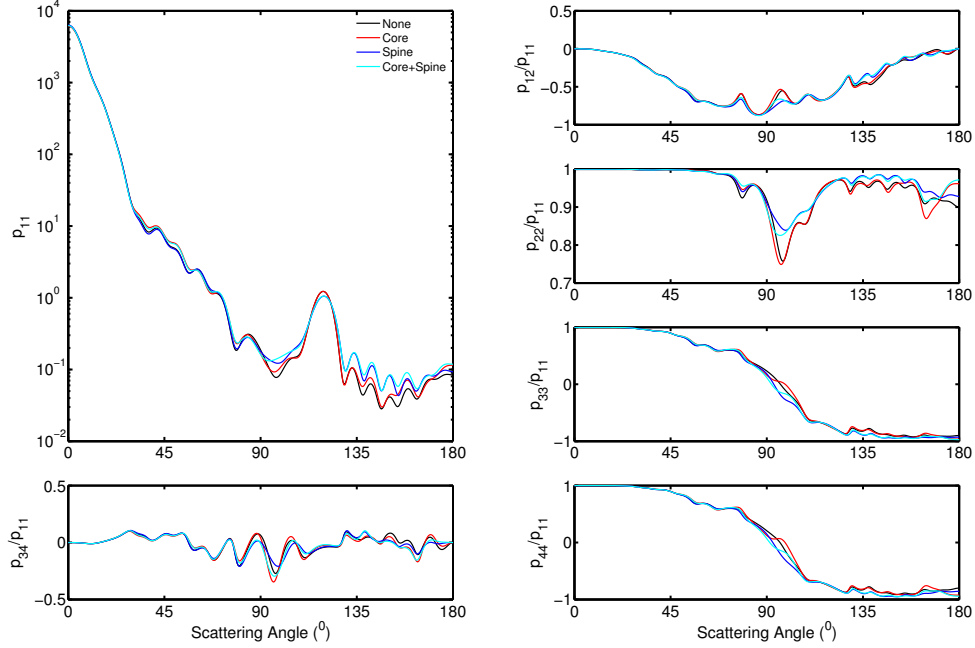 10^4
10^3
10^2
10^1
10^0
10^−1
10^−2
p_11
0 45 90 135 180
None
Core
Spine
Core+Spine
0.5
0
−0.5
p_34/p_11
0 45 90 135 180
Scattering Angle (^0)
0.5
0
−0.5
−1
p_12/p_11
0 45 90 135 180
1
0.9
0.8
0.7
p_22/p_11
0 45 90 135 180
1
0
−1
p_33/p_11
0 45 90 135 180
1
0
−1
p_44/p_11
0 45 90 135 180
Scattering Angle (^0)